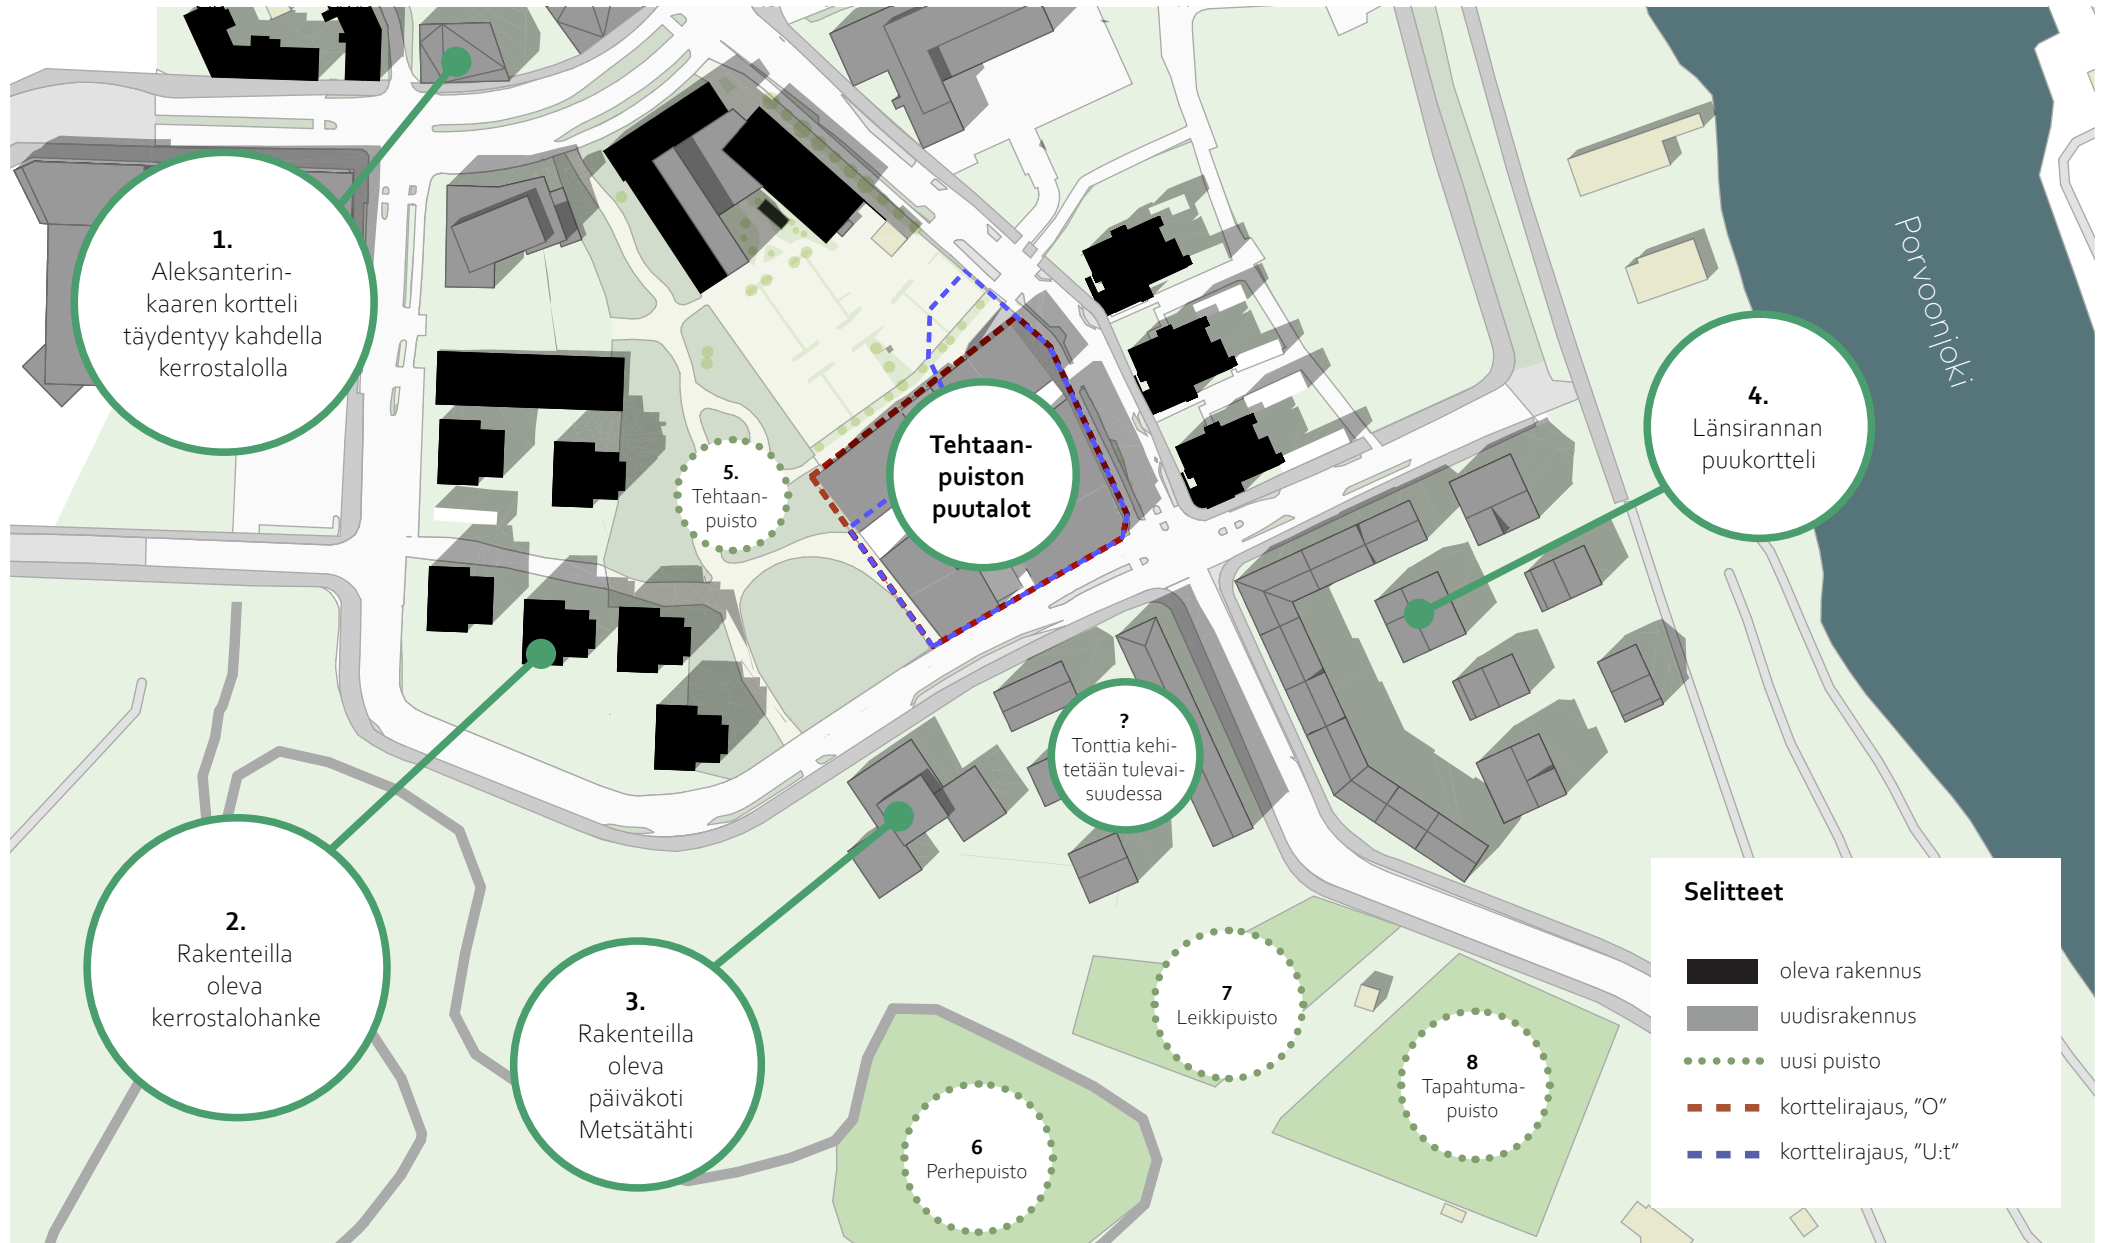 1.
Aleksanterin-
kaaren kortteli
täydentyy kahdella
kerrostalolla
Porvoonjoki
4.
Länsirannan
puukortteli
Tehtaan-
puiston
puutalot
5.
Tehtaan-
puisto
?
Tonttia kehi-
tetään tulevai-
suudessa
2.
Rakenteilla
oleva
kerrostalohanke
3.
Rakenteilla
oleva
päiväkoti
Metsätähti
7
Leikkipuisto
8
Tapahtuma-
puisto
6
Perhepuisto
Selitteet
oleva rakennus
uudisrakennus
uusi puisto
korttelirajaus, ”O”
korttelirajaus, ”U:t”